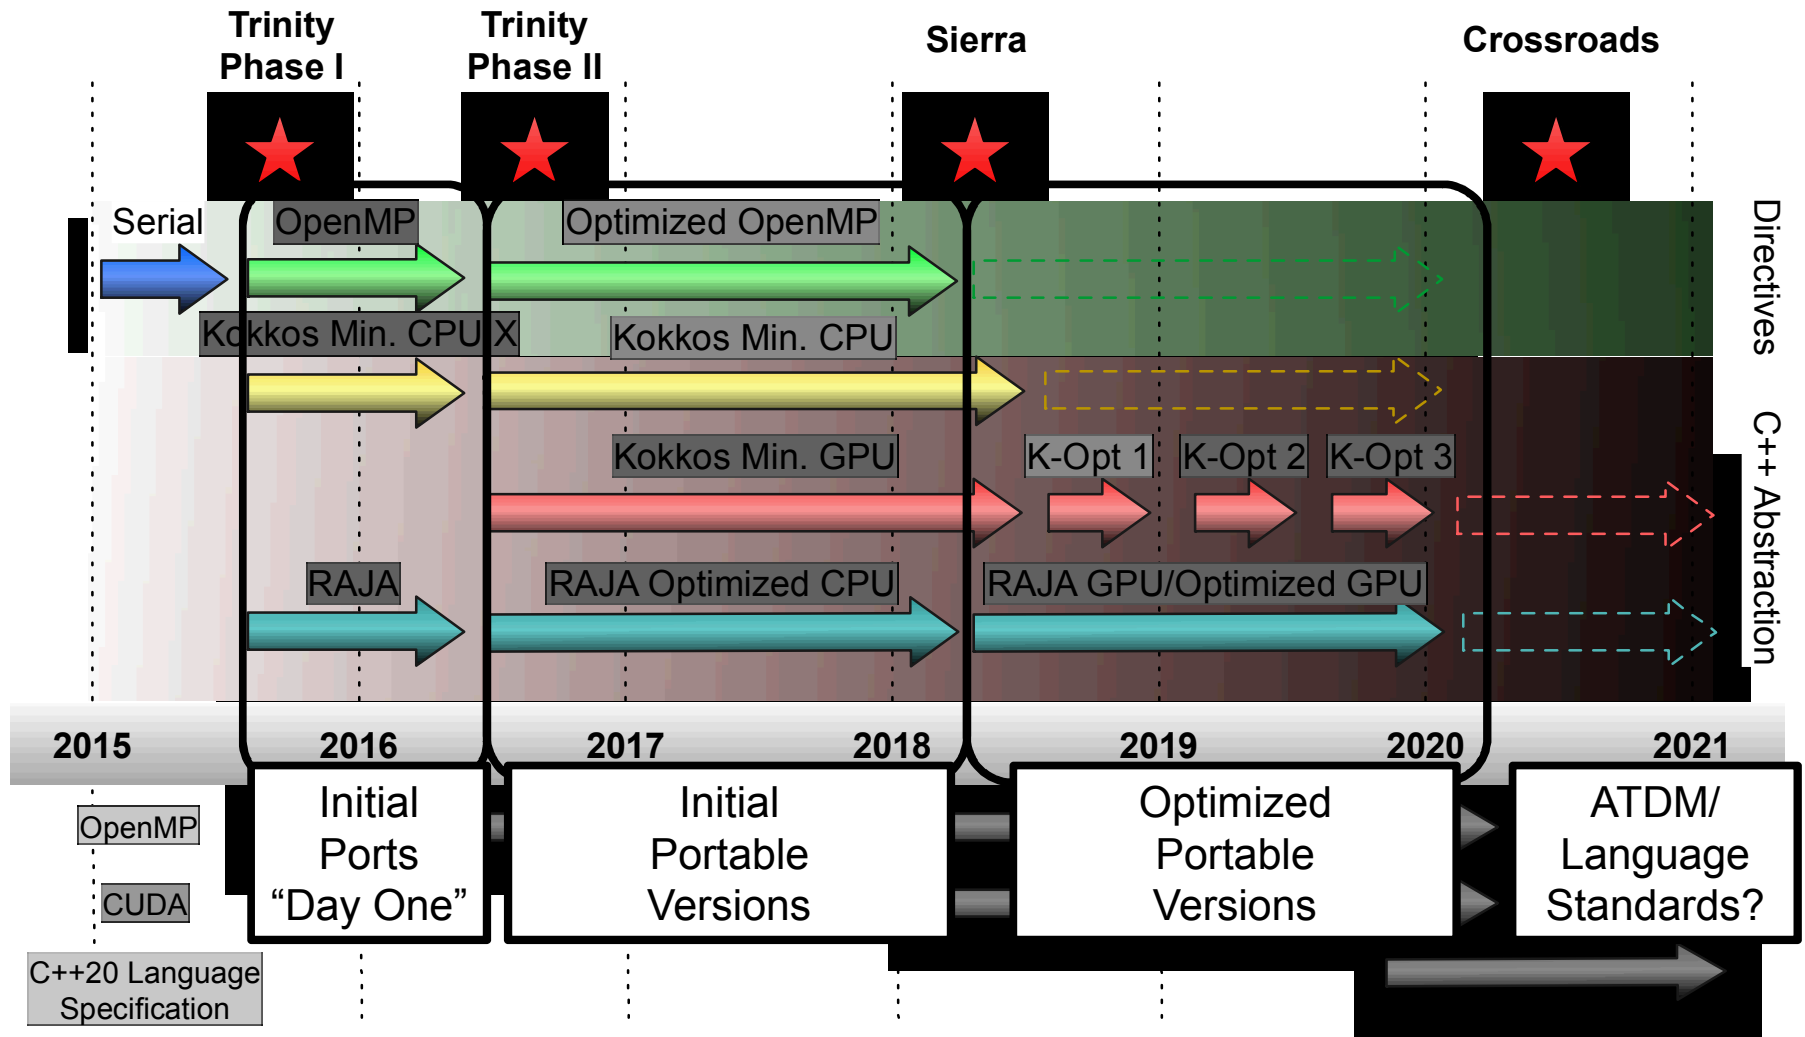 Trinity
Phase I
Trinity
Phase II
Sierra
Crossroads
Serial
OpenMP
Optimized OpenMP
Directives
Kokkos Min. CPU X
Kokkos Min. CPU
C++ Abstraction
Kokkos Min. GPU
K-Opt 1
K-Opt 2
K-Opt 3
RAJA
RAJA Optimized CPU
RAJA GPU/Optimized GPU
2015
2016
2017
2018
2019
2020
2021
OpenMP
CUDA
C++20 Language
Specification
Initial
Ports
“Day One”
Initial
Portable
Versions
Optimized
Portable
Versions
ATDM/
Language
Standards?